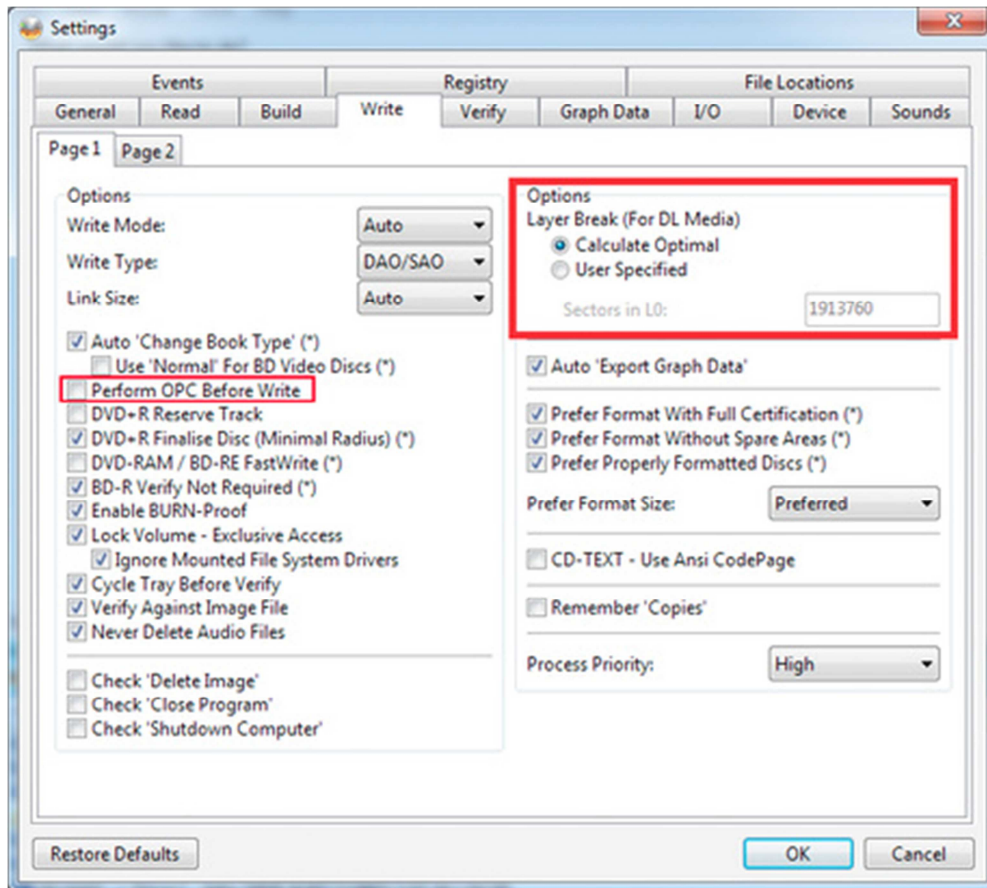 Settings
Events Registry File Locations
General Read Build Write Verify Graph Data I/O Device Sounds
Page 1 Page 2
Options
Write Mode: Auto
Write Type: DAO/SAO
Link Size: Auto
Auto 'Change Book Type' (*)
Use 'Normal' For BD Video Discs (*)
Perform OPC Before Write
DVD+R Reserve Track
DVD+R Finalise Disc (Minimal Radius) (*)
DVD-RAM / BD-RE FastWrite (*)
BD-R Verify Not Required (*)
Enable BURN-Proof
Lock Volume - Exclusive Access
Ignore Mounted File System Drivers
Cycle Tray Before Verify
Verify Against Image File
Never Delete Audio Files
Check 'Delete Image'
Check 'Close Program'
Check 'Shutdown Computer'
Options
Layer Break (For DL Media)
Calculate Optimal
User Specified
Sectors in L0: 1913760
Auto 'Export Graph Data'
Prefer Format With Full Certification (*)
Prefer Format Without Spare Areas (*)
Prefer Properly Formatted Discs (*)
Prefer Format Size: Preferred
CD-TEXT - Use Ansi CodePage
Remember 'Copies'
Process Priority: High
Restore Defaults OK Cancel